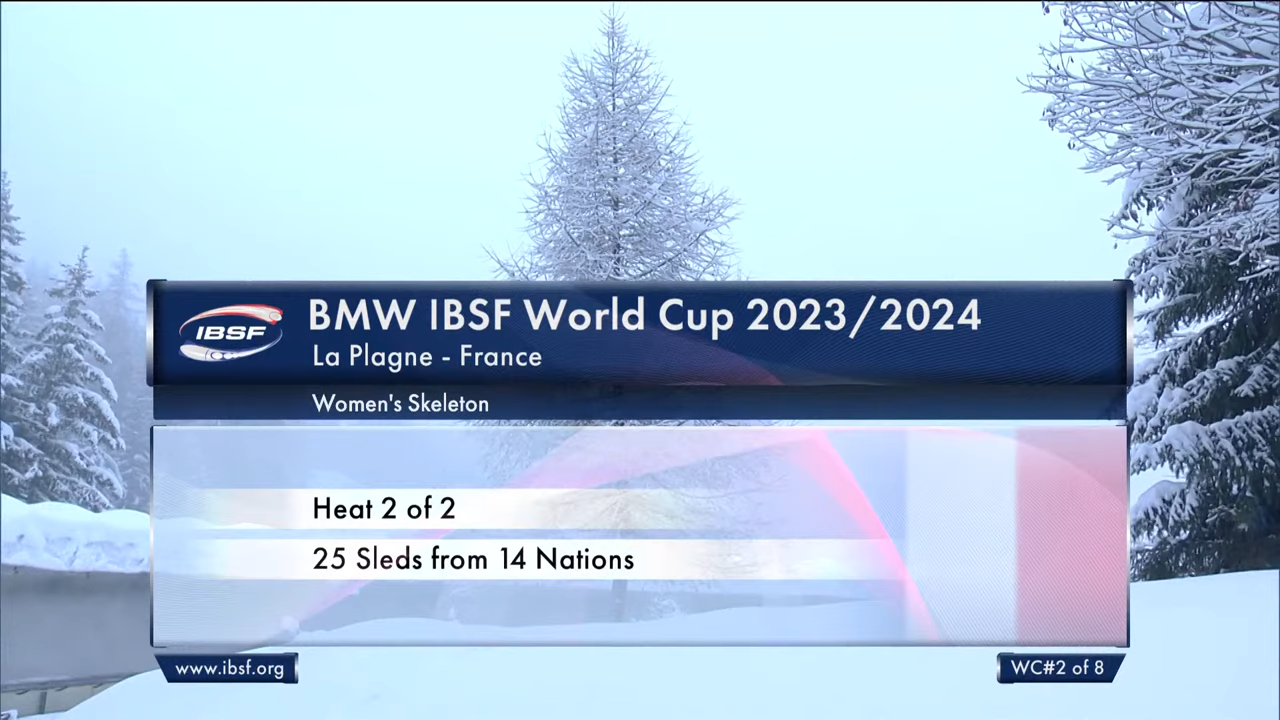 IBSF
BMW IBSF World Cup 2023/2024
La Plagne - France
Women's Skeleton
Heat 2 of 2
25 Sleds from 14 Nations
www.ibsf.org
WC#2 of 8